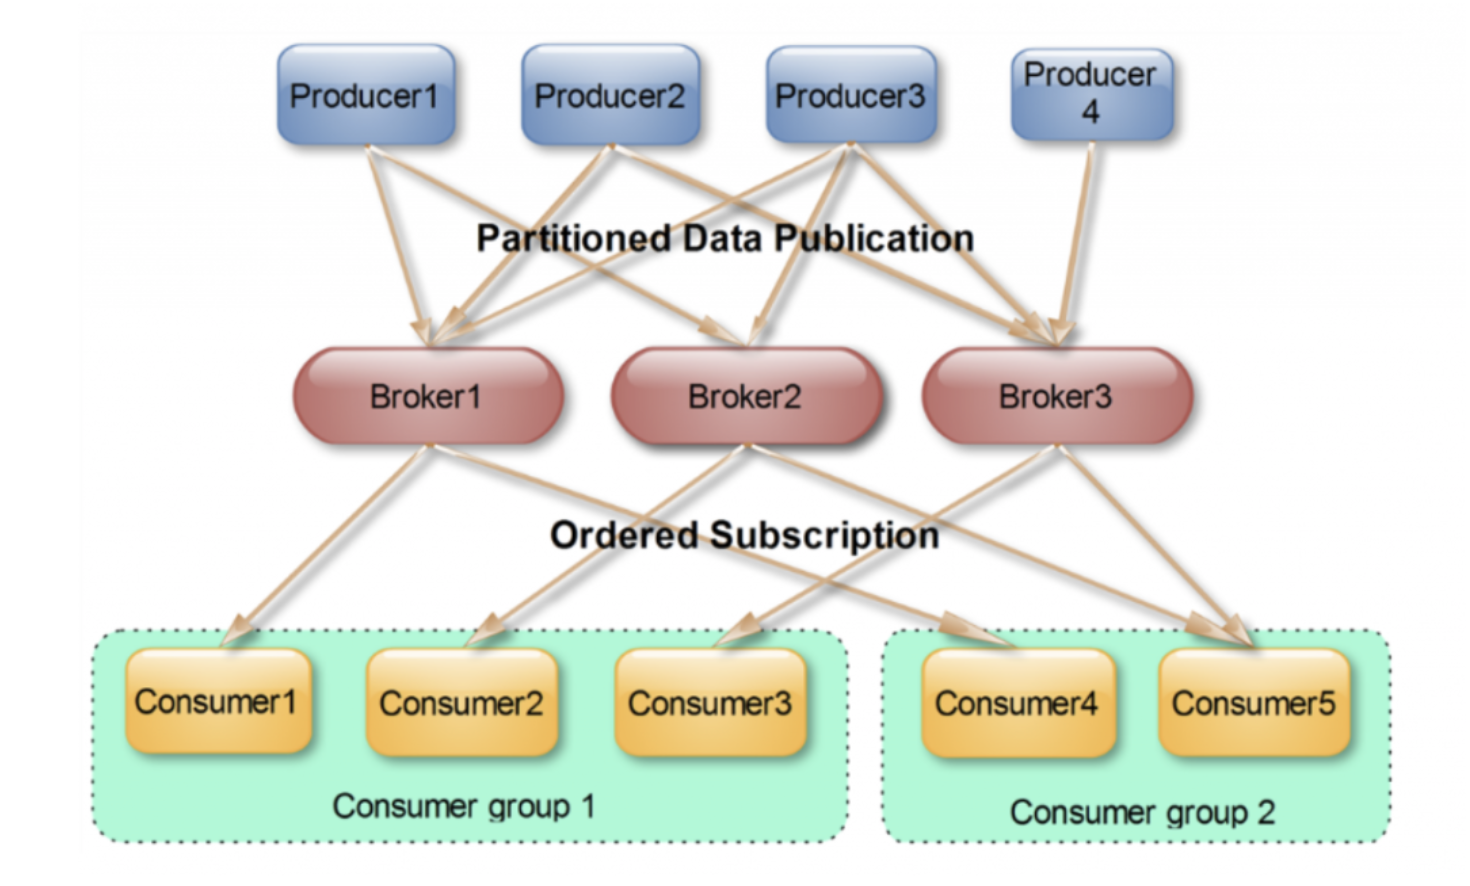 Producer1
Producer2
Producer3
Producer
4
Partitioned Data Publication
Broker1
Broker2
Broker3
Ordered Subscription
Consumer1
Consumer2
Consumer3
Consumer4
Consumer5
Consumer group 1
Consumer group 2